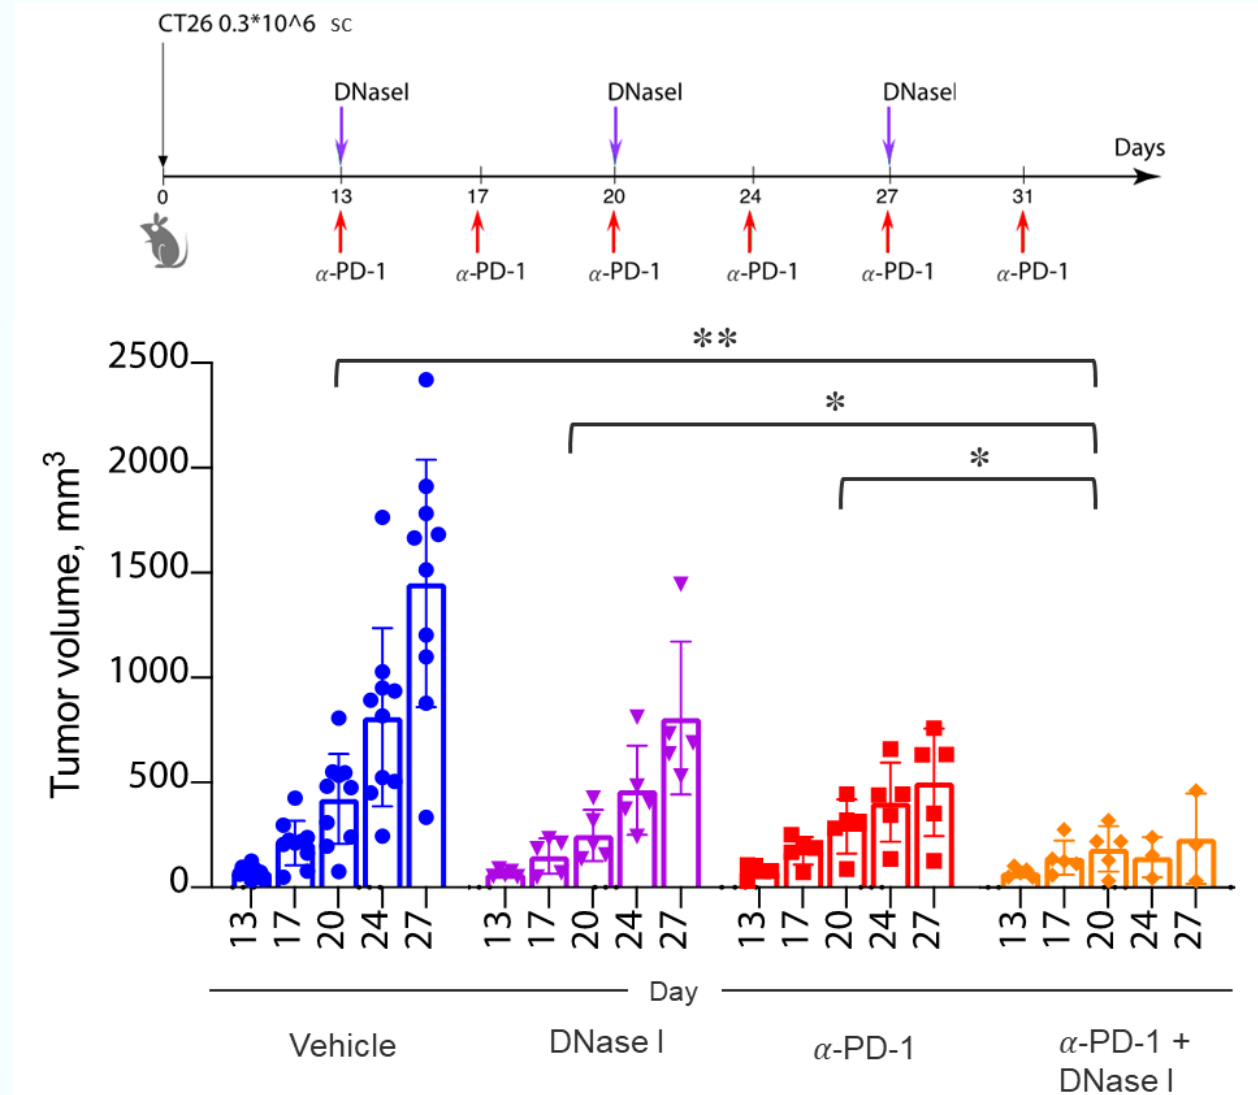 CT26 0.3*10^6 sc
DNaseI DNaseI DNaseI
Days
0 13 17 20 24 27 31
α-PD-1 α-PD-1 α-PD-1 α-PD-1 α-PD-1 α-PD-1
**
*
*
Tumor volume, mm³
2500
2000
1500
1000
500
0
13 17 20 24 27 13 17 20 24 27 13 17 20 24 27 13 17 20 24 27
Day
Vehicle DNase I α-PD-1 α-PD-1 +
DNase I